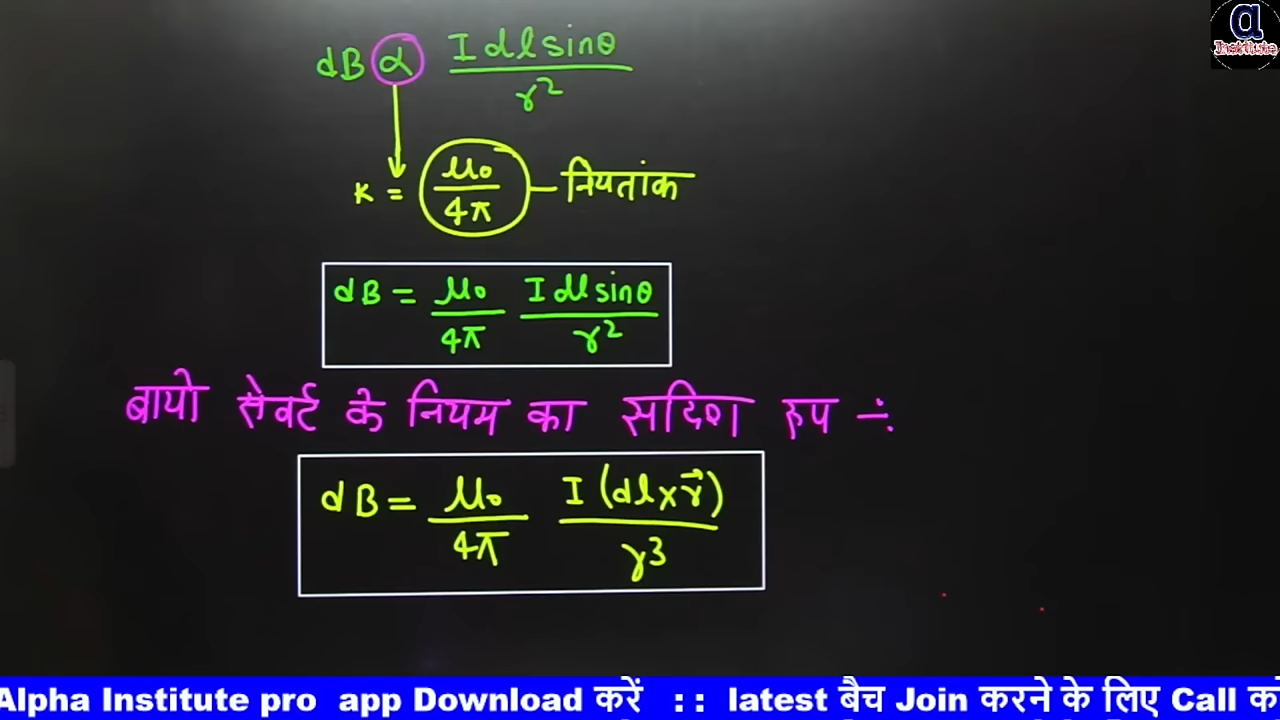 a
Institute
dB ∝ I dl sinθ / r²
K = μ₀ / 4π — नियतांक
dB = μ₀ / 4π I dl sinθ / r²
बायो सेवर्ट के नियम का सदिश रुप ÷
dB = μ₀ / 4π I (dl × r⃗) / r³
Alpha Institute pro app Download करें :: latest बैच Join करने के लिए Call